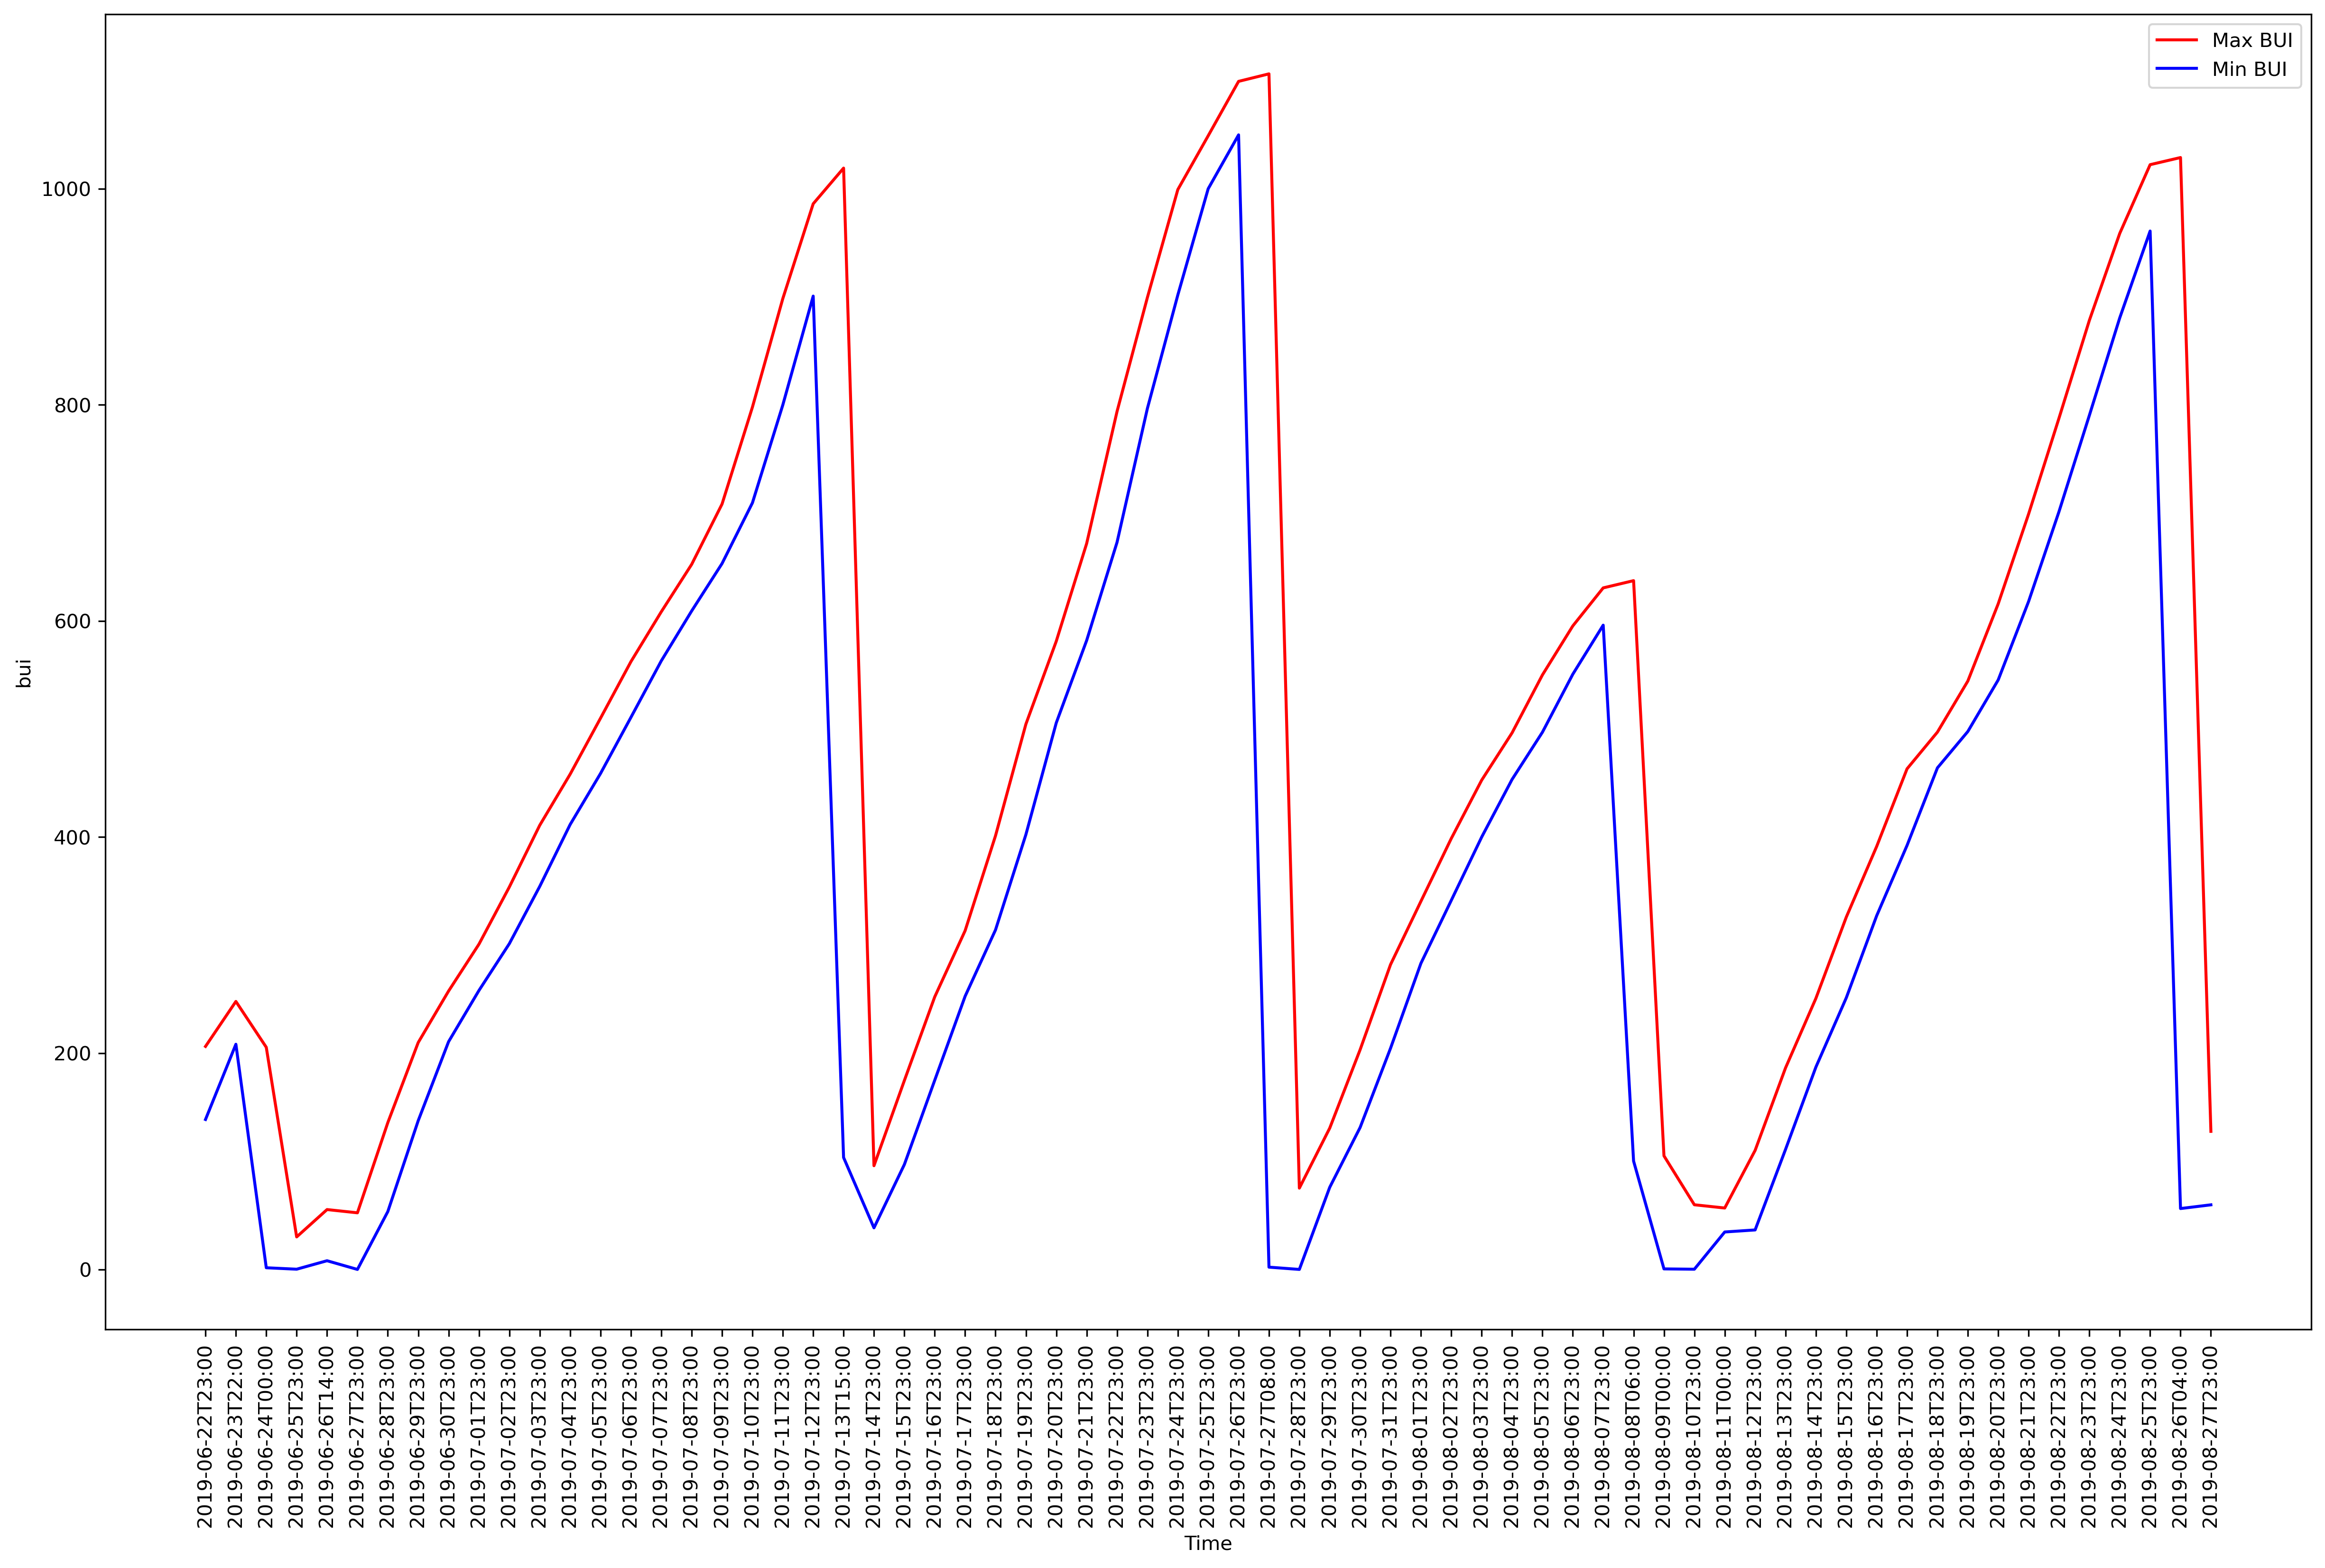 Max BUI
Min BUI
1000
800
600
400
200
0
bui
2019-06-22T23:00
2019-06-23T22:00
2019-06-24T00:00
2019-06-25T23:00
2019-06-26T14:00
2019-06-27T23:00
2019-06-28T23:00
2019-06-29T23:00
2019-06-30T23:00
2019-07-01T23:00
2019-07-02T23:00
2019-07-03T23:00
2019-07-04T23:00
2019-07-05T23:00
2019-07-06T23:00
2019-07-07T23:00
2019-07-08T23:00
2019-07-09T23:00
2019-07-10T23:00
2019-07-11T23:00
2019-07-12T23:00
2019-07-13T15:00
2019-07-14T23:00
2019-07-15T23:00
2019-07-16T23:00
2019-07-17T23:00
2019-07-18T23:00
2019-07-19T23:00
2019-07-20T23:00
2019-07-21T23:00
2019-07-22T23:00
2019-07-23T23:00
2019-07-24T23:00
2019-07-25T23:00
2019-07-26T23:00
2019-07-27T08:00
2019-07-28T23:00
2019-07-29T23:00
2019-07-30T23:00
2019-07-31T23:00
2019-08-01T23:00
2019-08-02T23:00
2019-08-03T23:00
2019-08-04T23:00
2019-08-05T23:00
2019-08-06T23:00
2019-08-07T23:00
2019-08-08T06:00
2019-08-09T00:00
2019-08-10T23:00
2019-08-11T00:00
2019-08-12T23:00
2019-08-13T23:00
2019-08-14T23:00
2019-08-15T23:00
2019-08-16T23:00
2019-08-17T23:00
2019-08-18T23:00
2019-08-19T23:00
2019-08-20T23:00
2019-08-21T23:00
2019-08-22T23:00
2019-08-23T23:00
2019-08-24T23:00
2019-08-25T23:00
2019-08-26T04:00
2019-08-27T23:00
Time